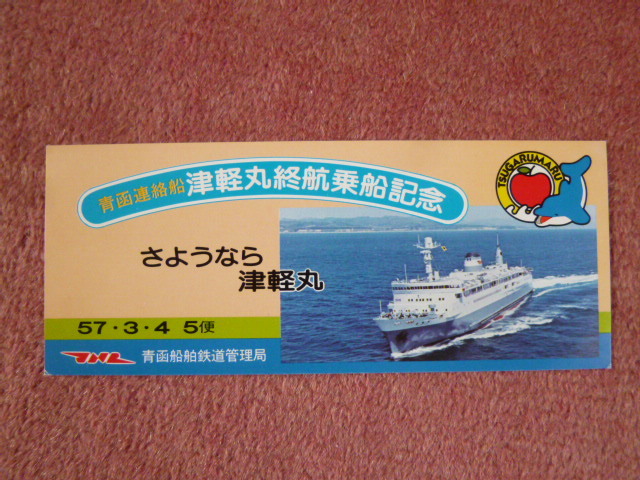 青函連絡船 津軽丸終航乗船記念
TSUGARUMARU
さようなら
津軽丸
57・3・4 5便
青函船舶鉄道管理局